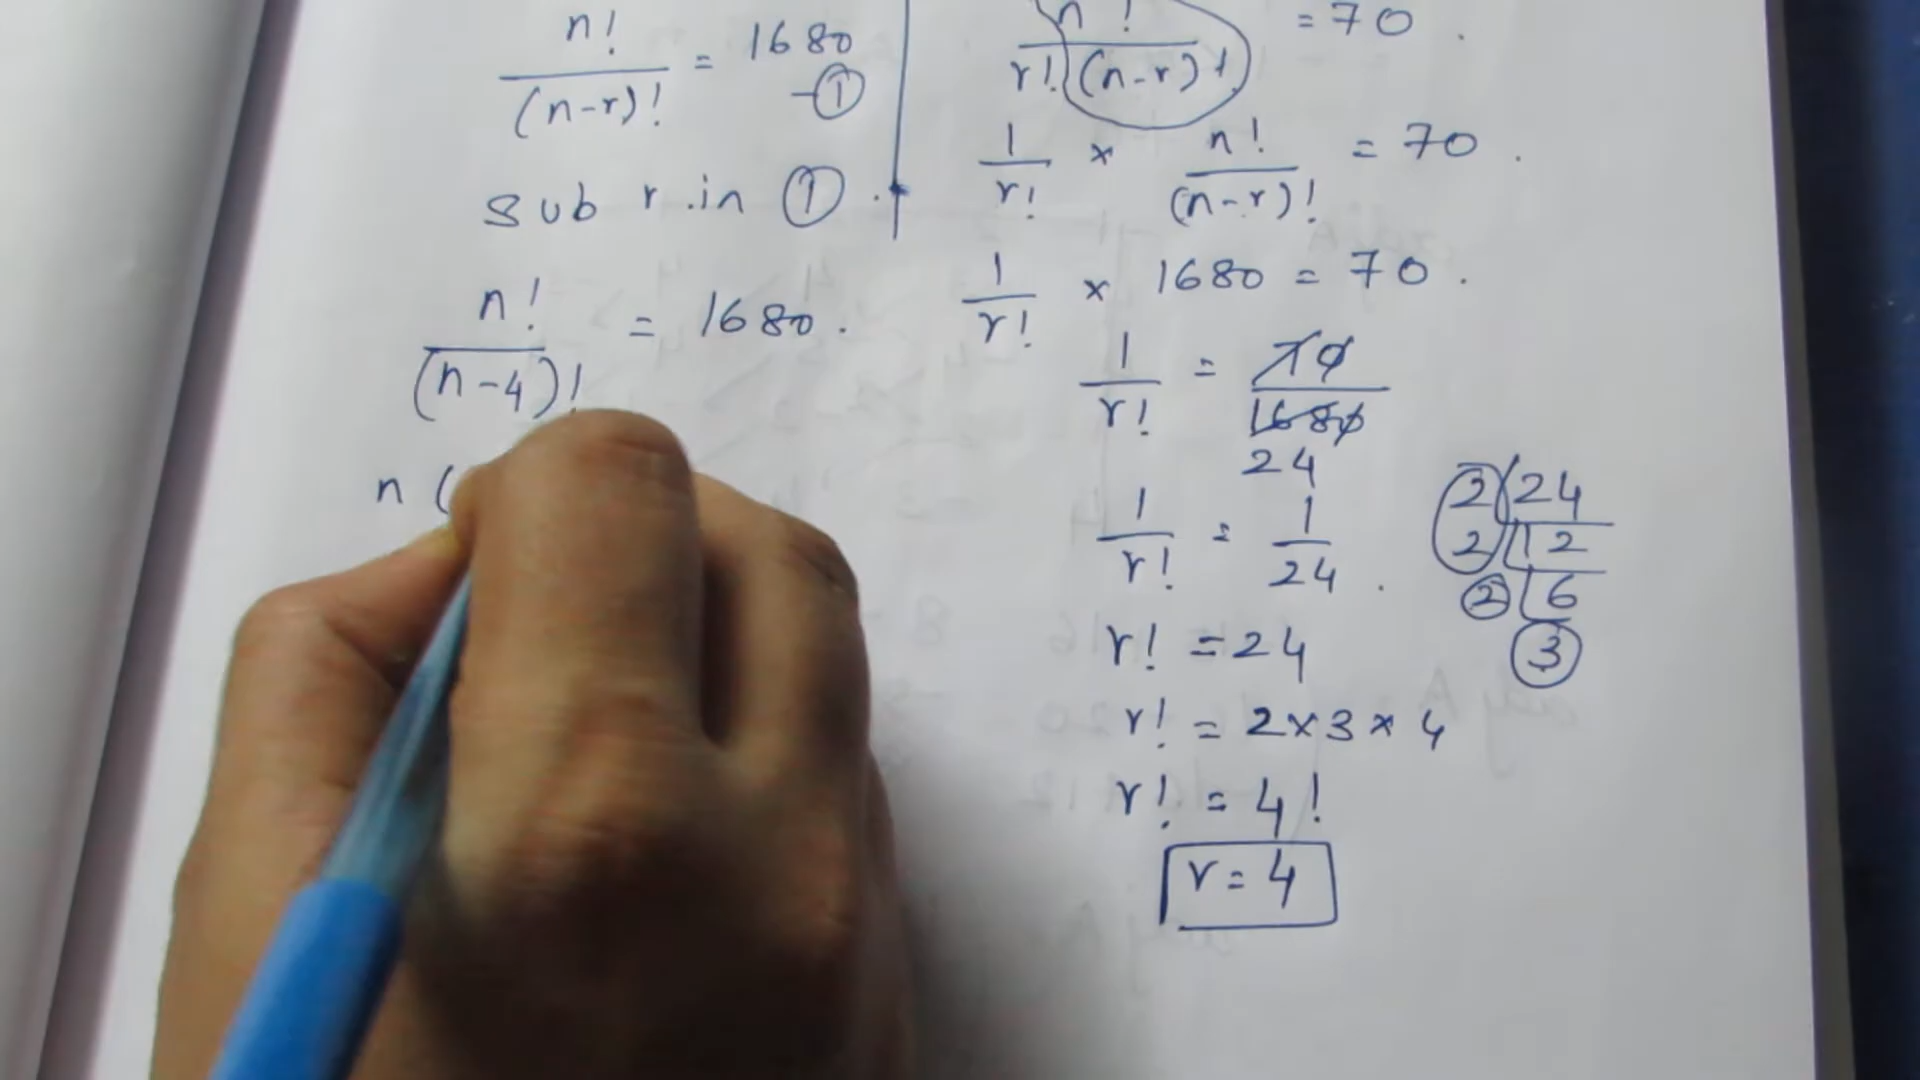 n! / (n-r)! = 1680 —①
sub r in ①.
n! / (n-4)! = 1680.
n (
n! / r! (n-r)! = 70.
1/r! × n! / (n-r)! = 70.
1/r! × 1680 = 70.
1/r! = 70/1680
24
1/r! = 1/24.
r! = 24
r! = 2×3×4
r! = 4!
r = 4
2 24
2 12
2 6
3